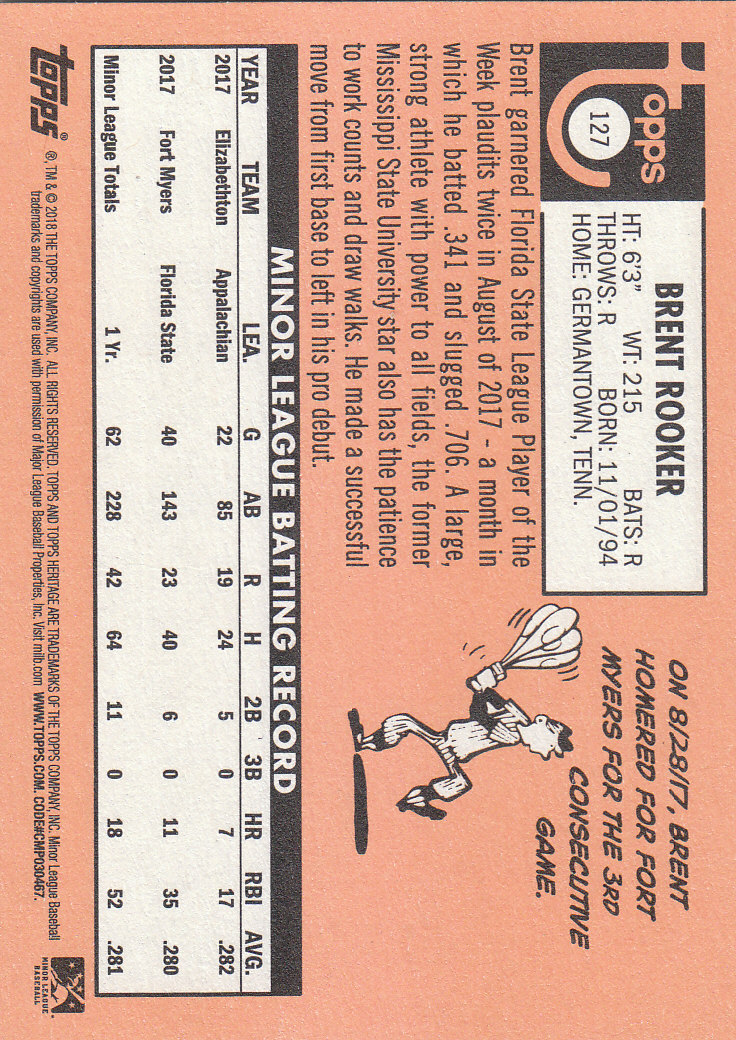 topps
127
BRENT ROOKER
HT: 6'3" WT: 215 BATS: R
THROWS: R BORN: 11/01/94
HOME: GERMANTOWN, TENN.
Brent garnered Florida State League Player of the
Week plaudits twice in August of 2017 - a month in
which he batted .341 and slugged .706. A large,
strong athlete with power to all fields, the former
Mississippi State University star also has the patience
to work counts and draw walks. He made a successful
move from first base to left in his pro debut.
ON 8/28/17, BRENT
HOMERED FOR FORT
MYERS FOR THE 3RD
CONSECUTIVE
GAME.
MINOR LEAGUE BATTING RECORD
YEAR TEAM LEA. G AB R H 2B 3B HR RBI AVG.
2017 Elizabethton Appalachian 22 85 19 24 5 0 7 17 .282
2017 Fort Myers Florida State 40 143 23 40 6 0 11 35 .280
Minor League Totals 1 Yr. 62 228 42 64 11 0 18 52 .281
topps®
®, TM & © 2018 THE TOPPS COMPANY, INC. ALL RIGHTS RESERVED. TOPPS AND TOPPS HERITAGE ARE TRADEMARKS OF THE TOPPS COMPANY, INC. Minor League Baseball
trademarks and copyrights are used with permission of Major League Baseball Properties, Inc. Visit milb.com WWW.TOPPS.COM. CODE#CMP030467.
MINOR LEAGUE
BASEBALL